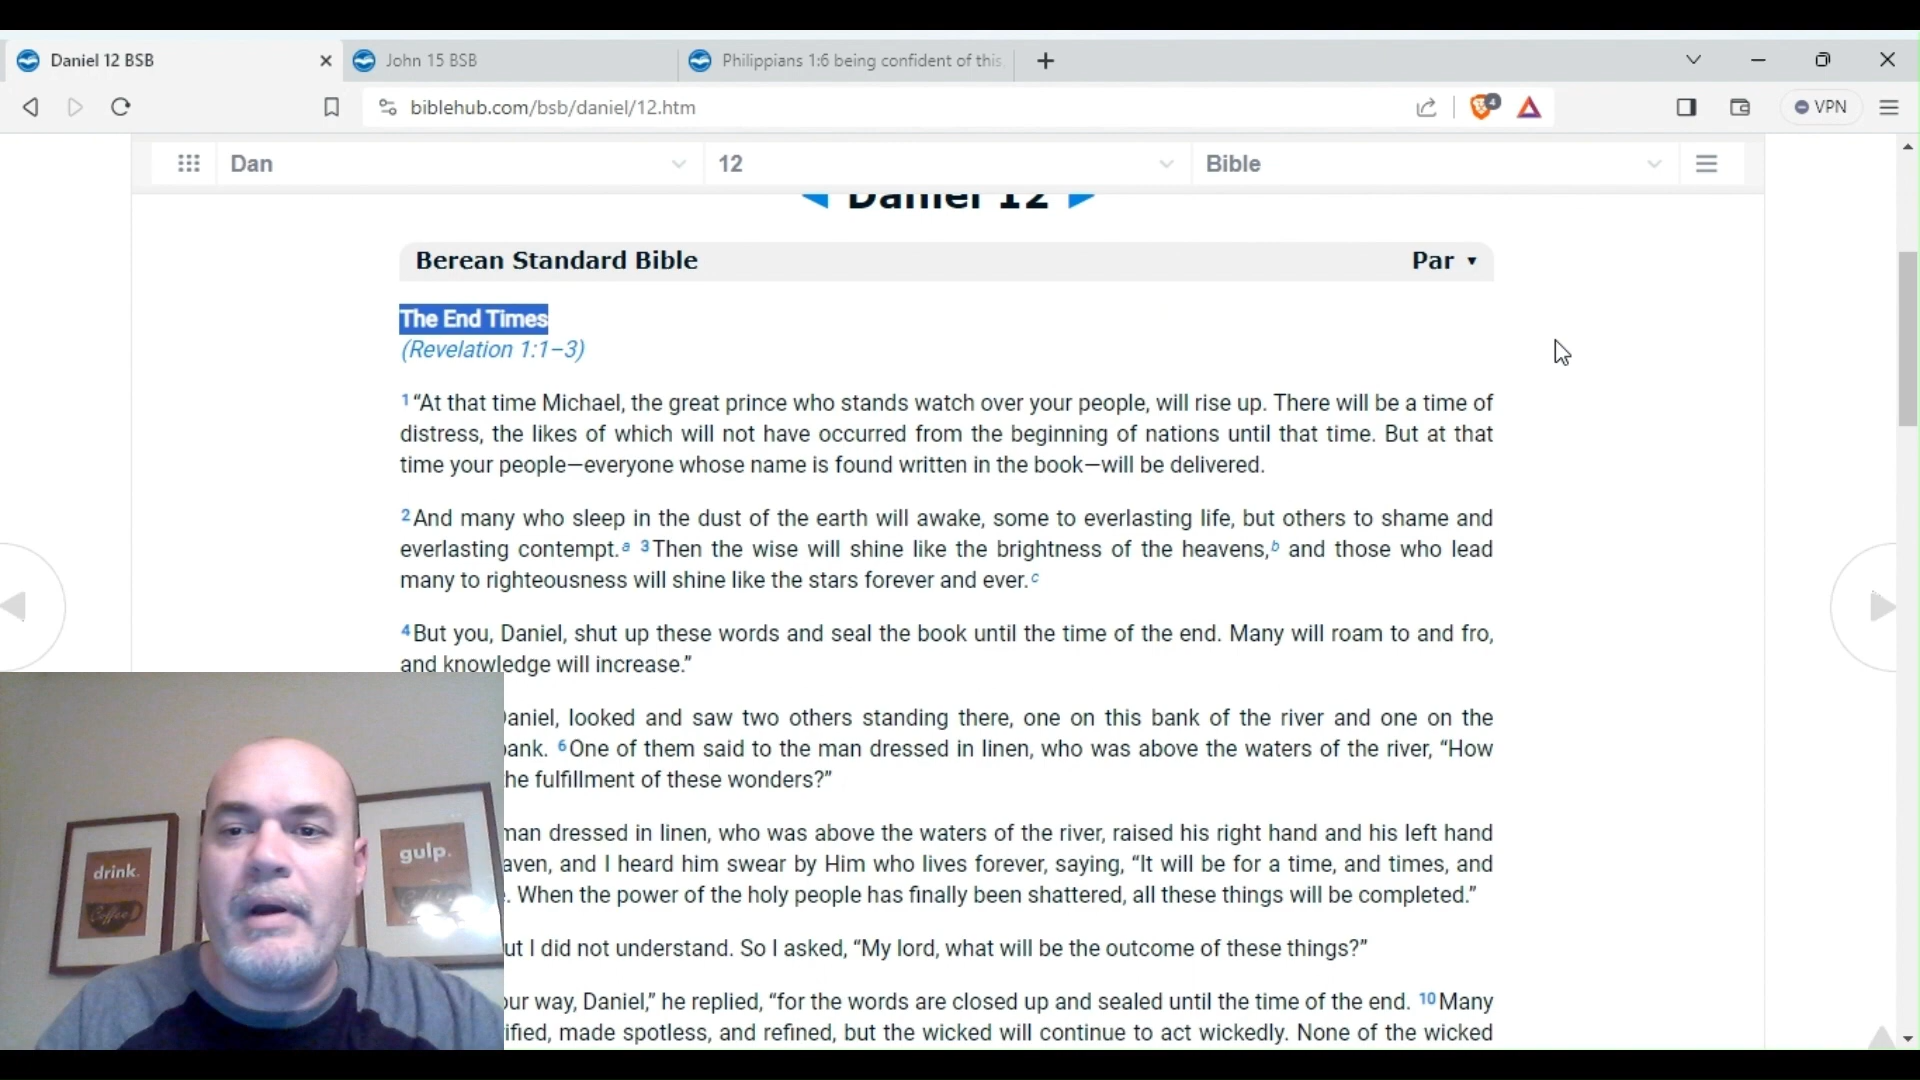 Daniel 12 BSB
John 15 BSB
Philippians 1:6 being confident of this
biblehub.com/bsb/daniel/12.htm
4
VPN
Dan
12
Bible
Daniel 12
Berean Standard Bible
Par
The End Times
(Revelation 1:1–3)
1 “At that time Michael, the great prince who stands watch over your people, will rise up. There will be a time of
distress, the likes of which will not have occurred from the beginning of nations until that time. But at that
time your people—everyone whose name is found written in the book—will be delivered.
2 And many who sleep in the dust of the earth will awake, some to everlasting life, but others to shame and
everlasting contempt. a 3 Then the wise will shine like the brightness of the heavens, b and those who lead
many to righteousness will shine like the stars forever and ever. c
4 But you, Daniel, shut up these words and seal the book until the time of the end. Many will roam to and fro,
and knowledge will increase.”
Daniel, looked and saw two others standing there, one on this bank of the river and one on the
bank. 6 One of them said to the man dressed in linen, who was above the waters of the river, “How
he fulfillment of these wonders?”
man dressed in linen, who was above the waters of the river, raised his right hand and his left hand
aven, and I heard him swear by Him who lives forever, saying, “It will be for a time, and times, and
. When the power of the holy people has finally been shattered, all these things will be completed.”
ut I did not understand. So I asked, “My lord, what will be the outcome of these things?”
our way, Daniel,” he replied, “for the words are closed up and sealed until the time of the end. 10 Many
ified, made spotless, and refined, but the wicked will continue to act wickedly. None of the wicked
drink.
Coffee
gulp.